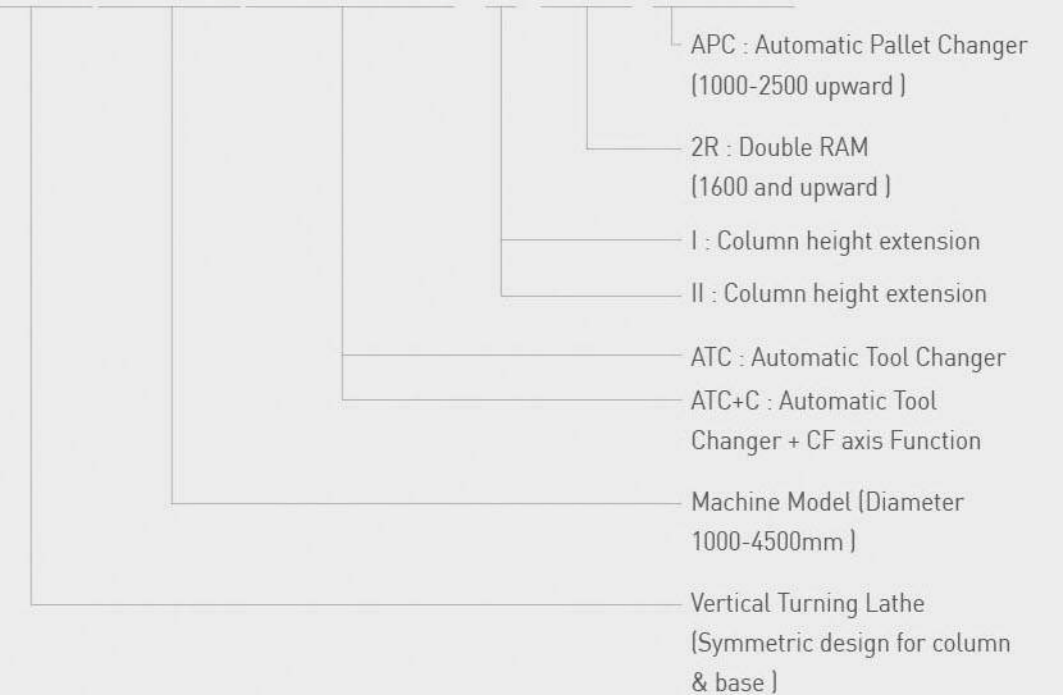 APC : Automatic Pallet Changer
(1000-2500 upward )
2R : Double RAM
(1600 and upward )
I : Column height extension
II : Column height extension
ATC : Automatic Tool Changer
ATC+C : Automatic Tool
Changer + CF axis Function
Machine Model (Diameter
1000-4500mm )
Vertical Turning Lathe
(Symmetric design for column
& base )